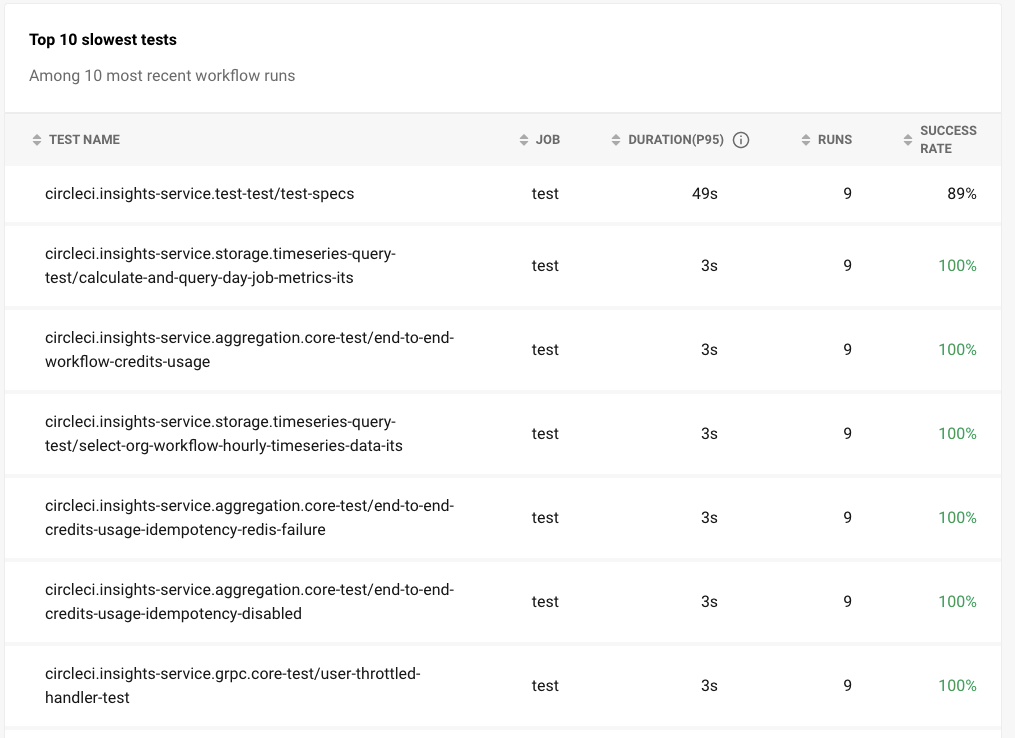 Top 10 slowest tests
Among 10 most recent workflow runs
TEST NAME JOB DURATION(P95) RUNS SUCCESS RATE
circleci.insights-service.test-test/test-specs test 49s 9 89%
circleci.insights-service.storage.timeseries-query-
test/calculate-and-query-day-job-metrics-its test 3s 9 100%
circleci.insights-service.aggregation.core-test/end-to-end-
workflow-credits-usage test 3s 9 100%
circleci.insights-service.storage.timeseries-query-
test/select-org-workflow-hourly-timeseries-data-its test 3s 9 100%
circleci.insights-service.aggregation.core-test/end-to-end-
credits-usage-idempotency-redis-failure test 3s 9 100%
circleci.insights-service.aggregation.core-test/end-to-end-
credits-usage-idempotency-disabled test 3s 9 100%
circleci.insights-service.grpc.core-test/user-throttled-
handler-test test 3s 9 100%